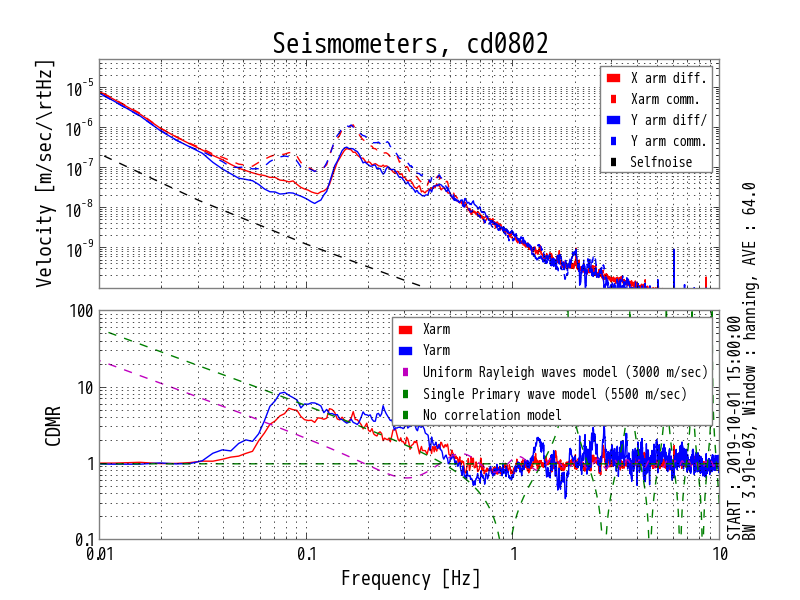 Seismometers, cd0802
Velocity [m/sec/\rtHz]
10-5
10-6
10-7
10-8
10-9
X arm diff.
Xarm comm.
Y arm diff/
Y arm comm.
Selfnoise
CDMR
100
10
1
0.1
Xarm
Yarm
Uniform Rayleigh waves model (3000 m/sec)
Single Primary wave model (5500 m/sec)
No correlation model
0.01
0.1
1
10
Frequency [Hz]
START : 2019-10-01 15:00:00
BW : 3.91e-03, Window : hanning, AVE : 64.0